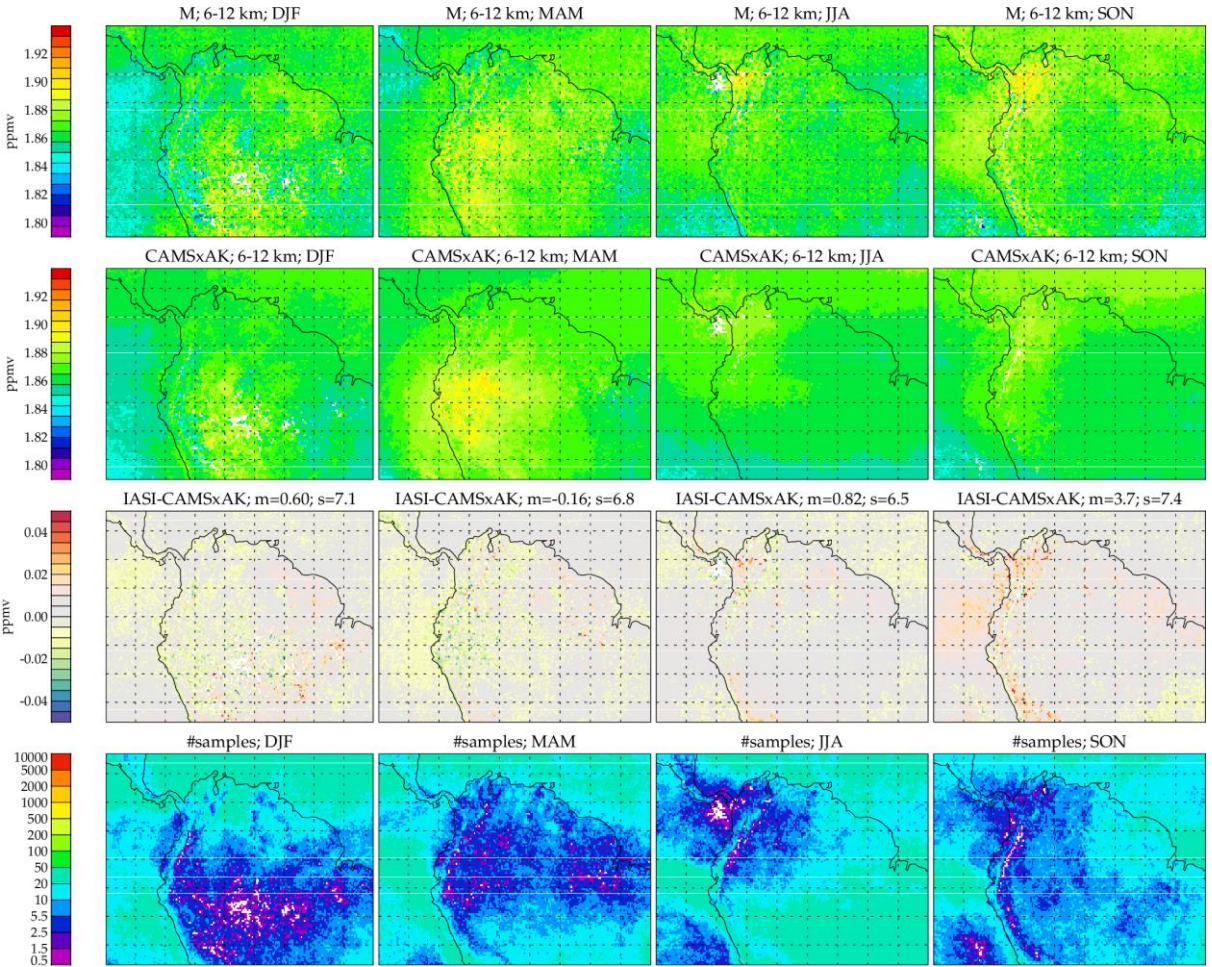 M; 6-12 km; DJF
M; 6-12 km; MAM
M; 6-12 km; JJA
M; 6-12 km; SON
1.92
1.90
1.88
1.86
1.84
1.82
1.80
ppmv
CAMSxAK; 6-12 km; DJF
CAMSxAK; 6-12 km; MAM
CAMSxAK; 6-12 km; JJA
CAMSxAK; 6-12 km; SON
1.92
1.90
1.88
1.86
1.84
1.82
1.80
ppmv
IASI-CAMSxAK; m=0.60; s=7.1
IASI-CAMSxAK; m=-0.16; s=6.8
IASI-CAMSxAK; m=0.82; s=6.5
IASI-CAMSxAK; m=3.7; s=7.4
0.04
0.02
0.00
-0.02
-0.04
ppmv
#samples; DJF
#samples; MAM
#samples; JJA
#samples; SON
10000
5000
2000
1000
500
200
100
50
20
10
5.5
2.5
1.5
0.5